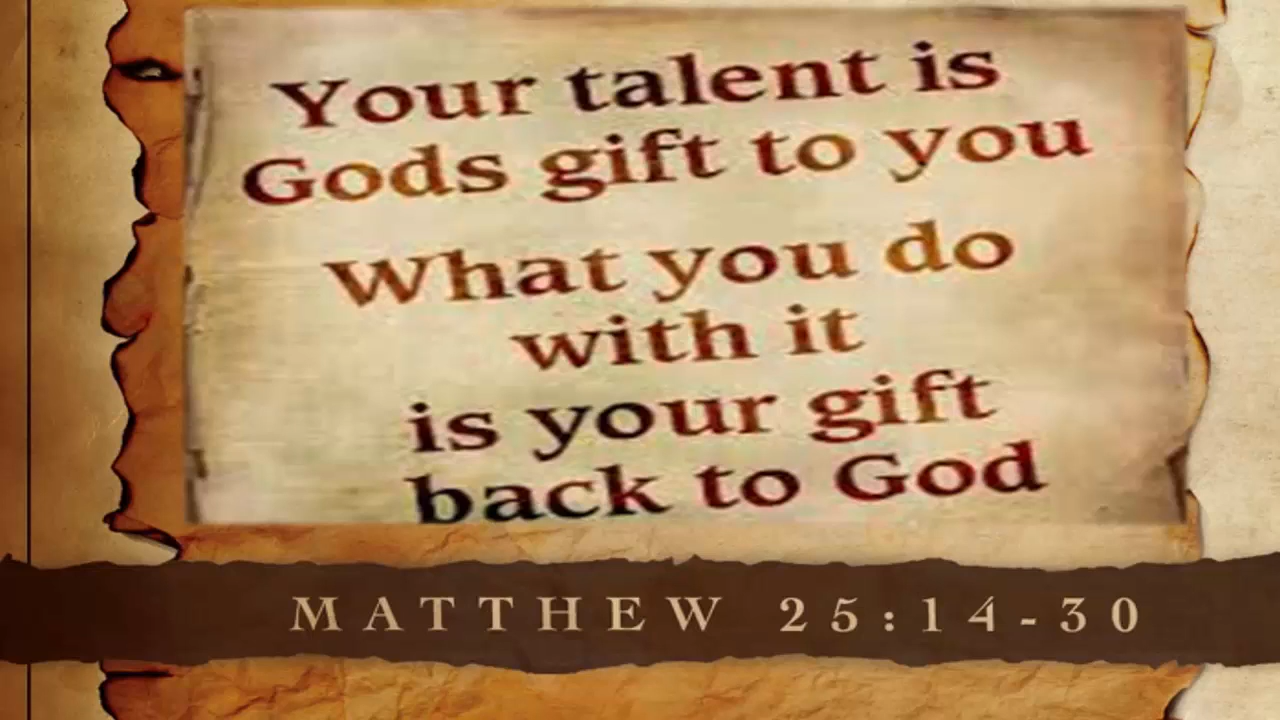 Your talent is
Gods gift to you
What you do
with it
is your gift
back to God
MATTHEW 25:14-30